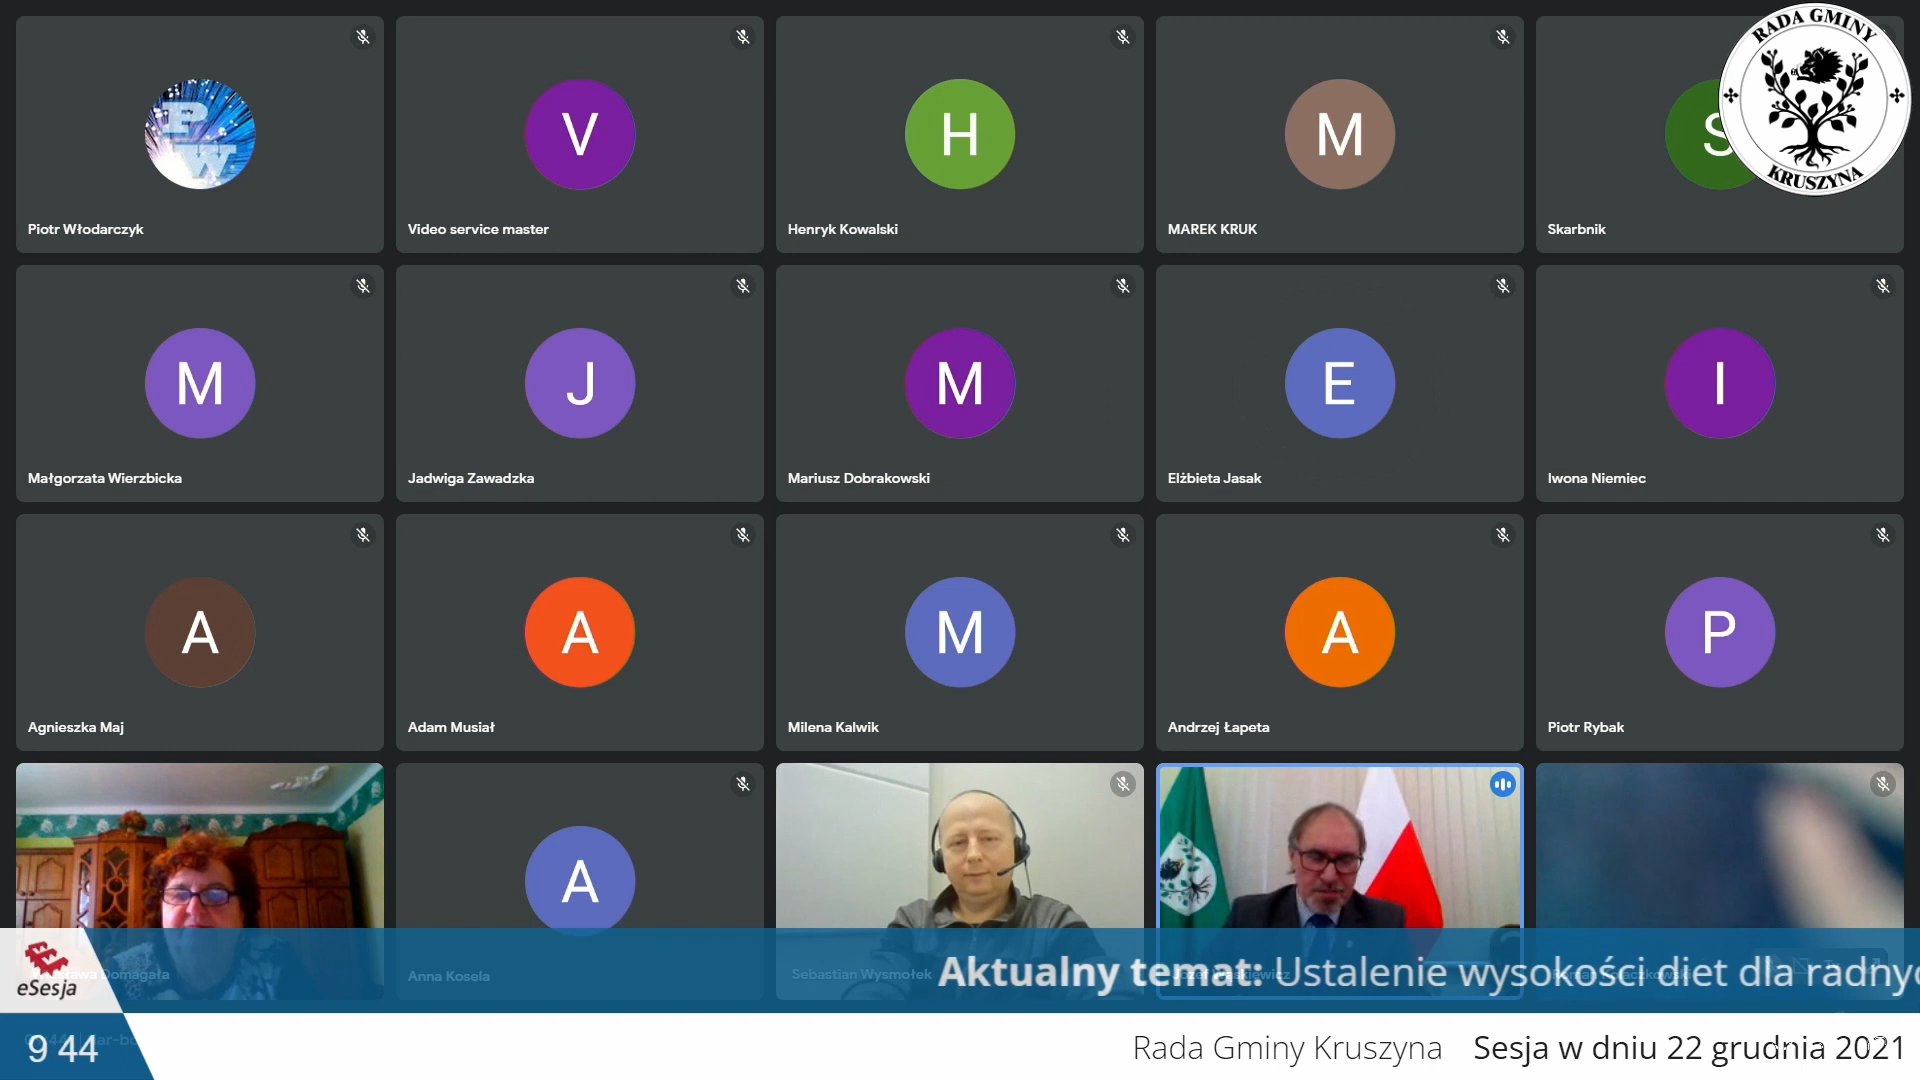 P
W
Piotr Włodarczyk
V
Video service master
H
Henryk Kowalski
M
MAREK KRUK
S
Skarbnik
RADA GMINY
KRUSZYNA
M
Małgorzata Wierzbicka
J
Jadwiga Zawadzka
M
Mariusz Dobrakowski
E
Elżbieta Jasak
I
Iwona Niemiec
A
Agnieszka Maj
A
Adam Musiał
M
Milena Kalwik
A
Andrzej Łapeta
P
Piotr Rybak
Domagała
A
Anna Kosela
Sebastian Wysmołek
eSesja
Aktualny temat: Ustalenie wysokości diet dla radnyc
9 44
Rada Gminy Kruszyna Sesja w dniu 22 grudnia 2021